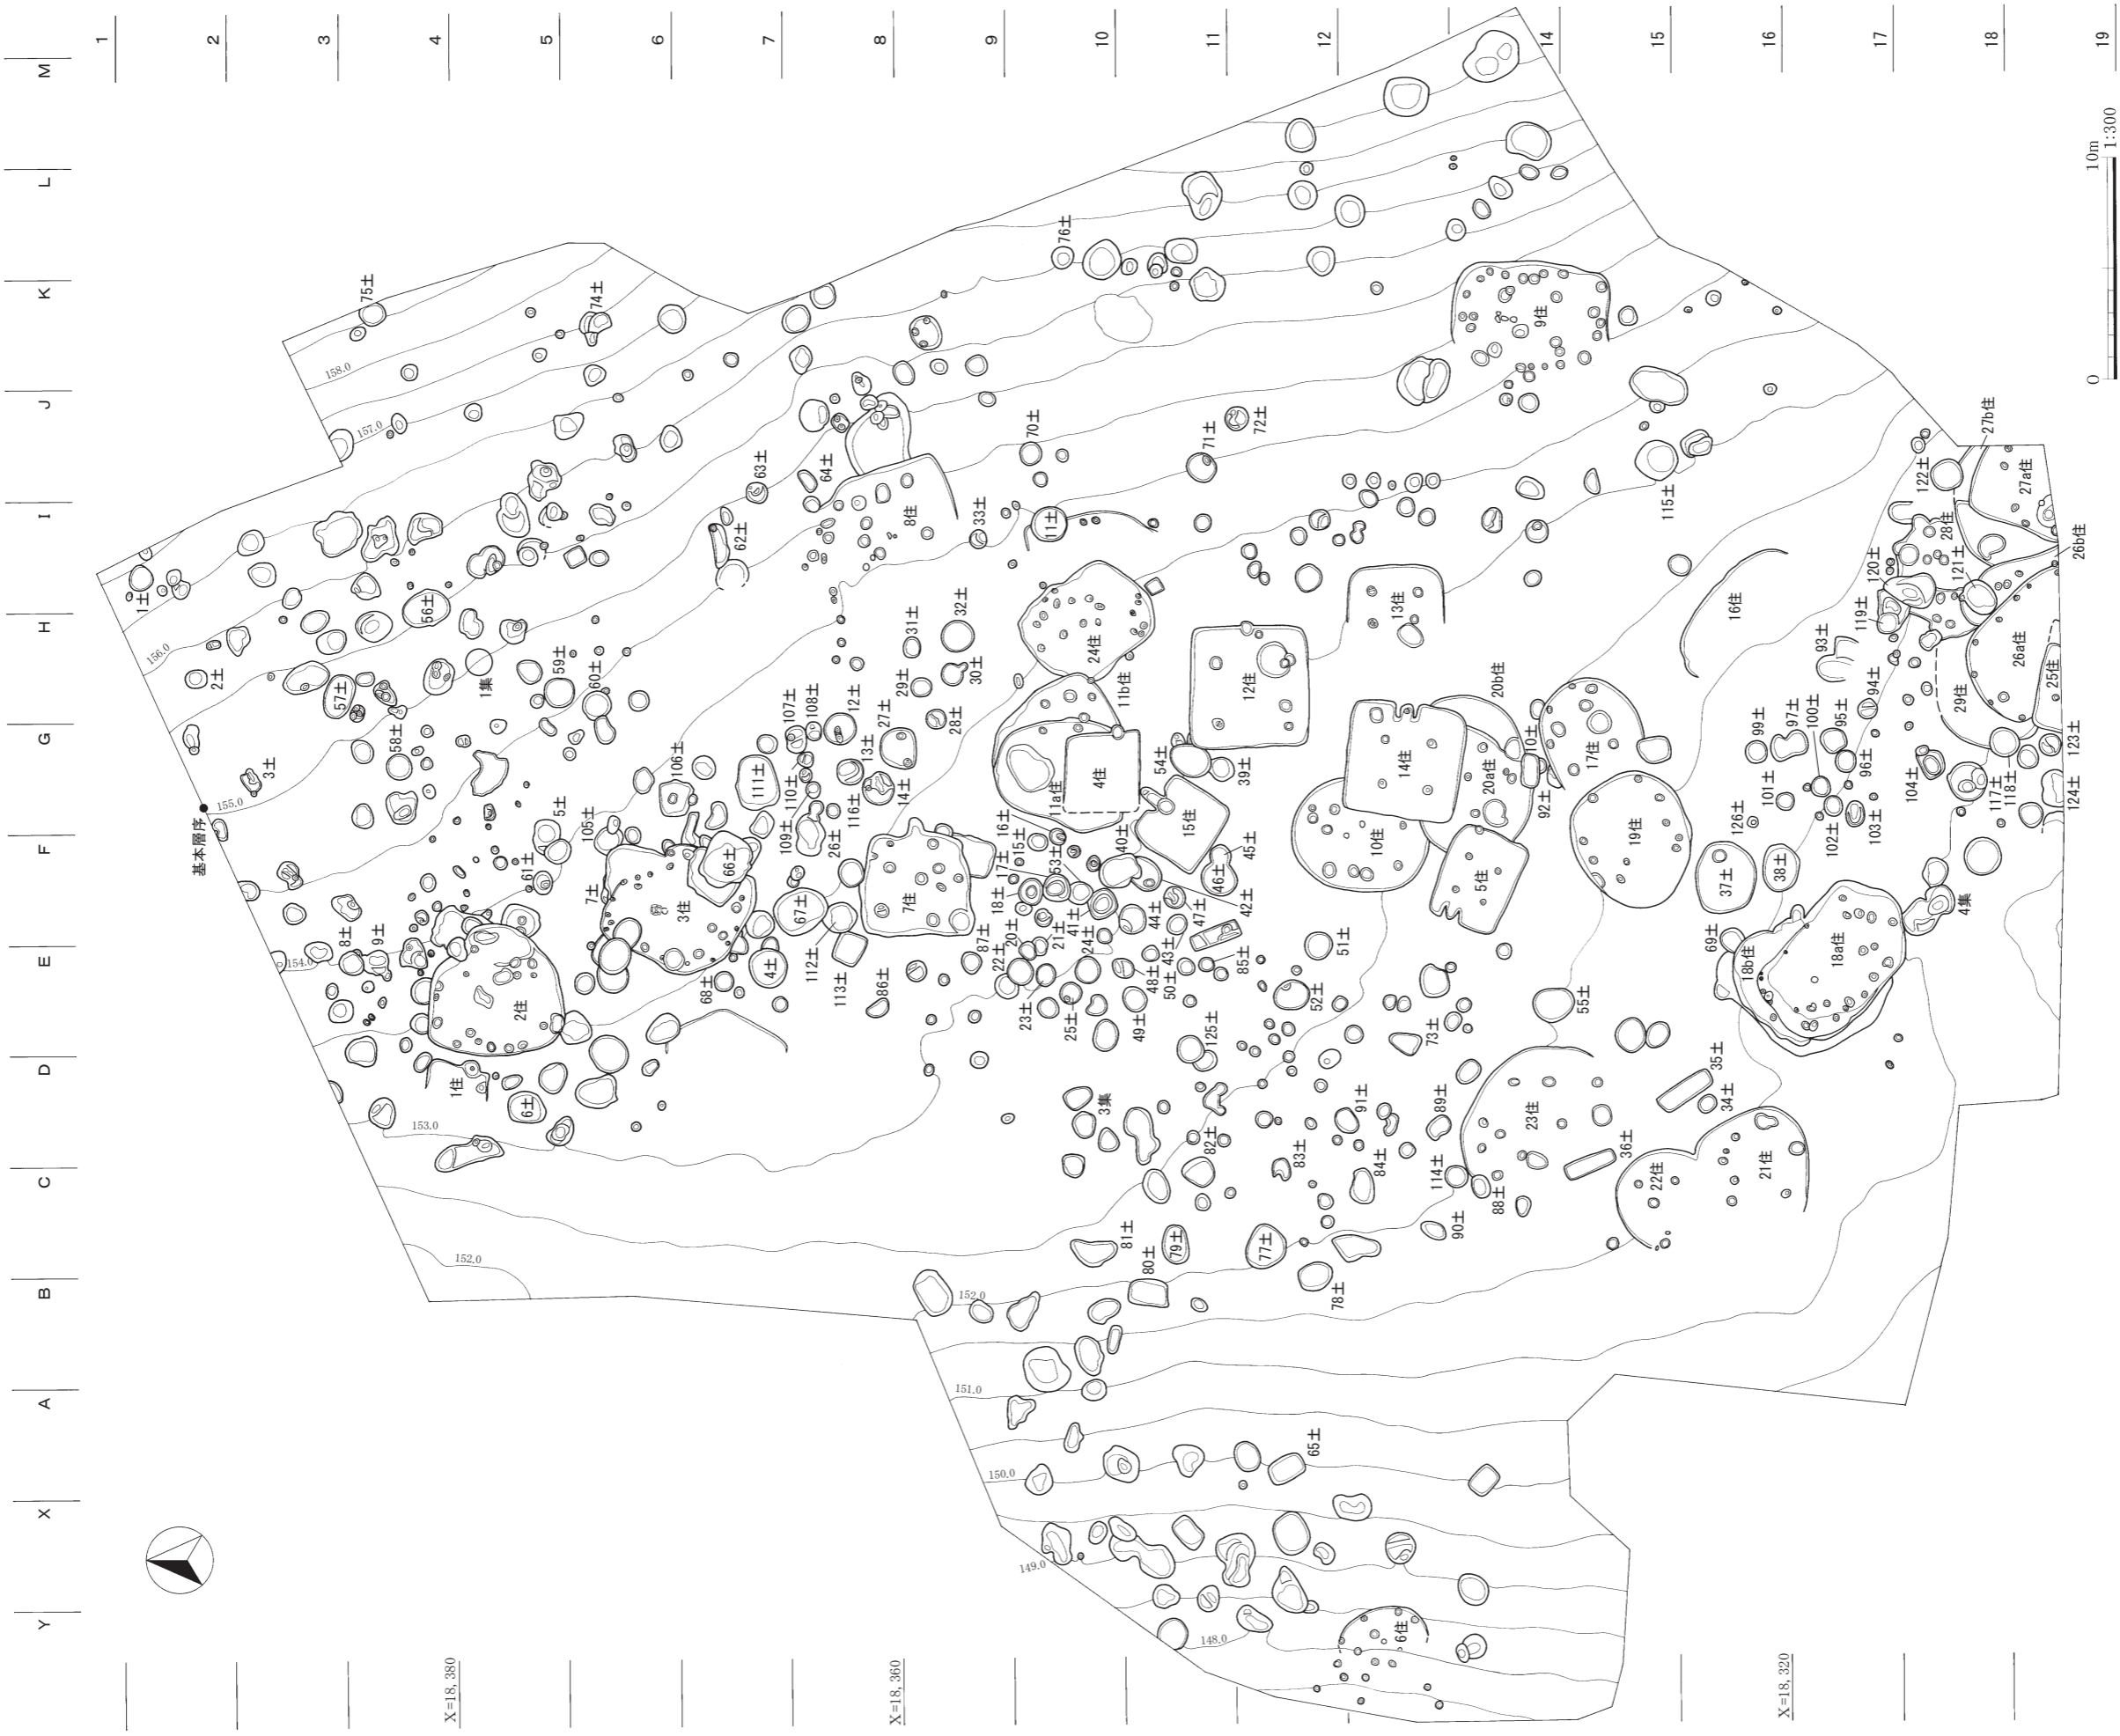 1
2
3
4
5
6
7
8
9
10
11
12
14
15
16
17
18
19
M
L
K
J
I
H
G
F
E
D
C
B
A
X
Y
10m
0
1:300
X=18,380
X=18,360
X=18,320
基本層序
158.0
157.0
156.0
155.0
154.0
153.0
152.0
152.0
151.0
150.0
149.0
148.0
75土
74土
76土
9住
63土
64土
62土
8住
33土
70土
71土
72土
11土
115土
1土
2土
3土
56土
57土
58土
1集
59土
60土
24住
11b住
11a住
4住
12住
13住
16住
31土
32土
29土
30土
28土
27土
12土
13土
14土
107土
108土
106土
111土
110土
109土
116土
26土
105土
5土
61土
7土
3住
66土
67土
7住
8土
9土
2住
1住
6土
4土
68土
112土
113土
86土
87土
16土
15土
17土
53土
18土
20土
21土
41土
24土
22土
23土
25土
40土
54土
39土
15住
45土
46土
42土
47土
44土
43土
48土
50土
49土
85土
125土
51土
52土
10住
14住
20b住
20a住
10土
92土
17住
5住
19住
55土
73土
3集
82土
83土
91土
84土
89土
114土
88土
90土
23住
36土
35土
34土
22住
21住
81土
80土
79土
77土
78土
65土
6住
37土
38土
126土
101土
99土
97土
100土
95土
96土
94土
93土
102土
103土
104土
69土
18b住
18a住
4集
117土
118土
123土
124土
119土
120土
121土
122土
28住
27a住
27b住
26b住
26a住
25住
29住